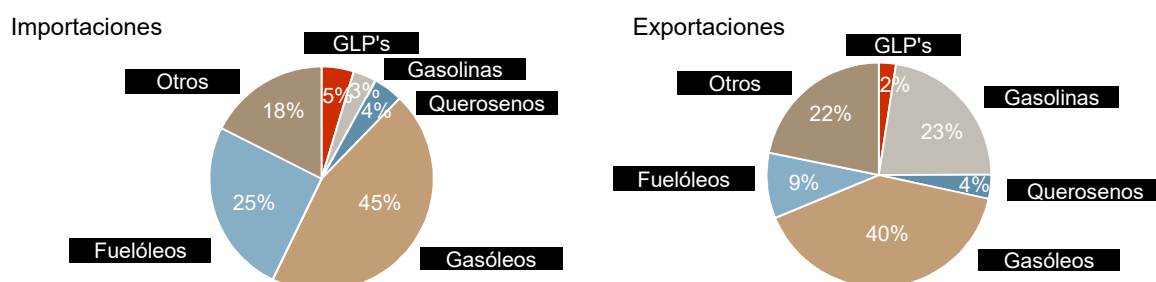 Importaciones
GLP's
Gasolinas
Querosenos
Otros
5%
3%
4%
18%
25%
45%
Fuelóleos
Gasóleos
Exportaciones
GLP's
Otros
Gasolinas
2%
22%
23%
Fuelóleos
9%
4%
Querosenos
40%
Gasóleos